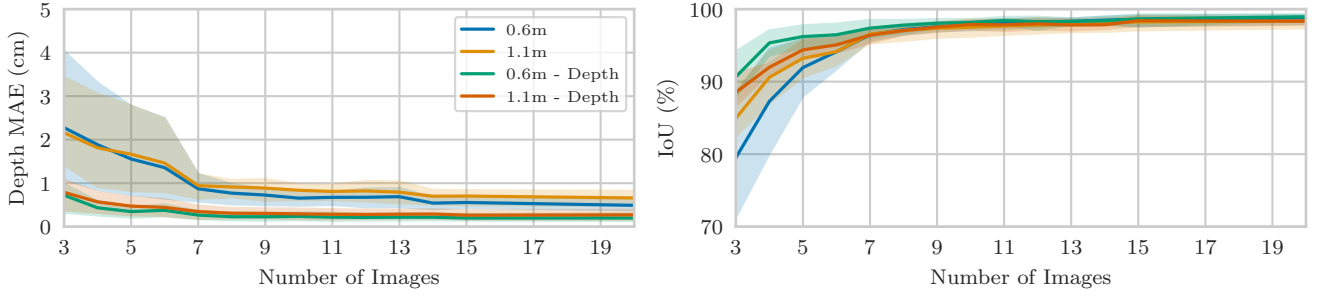 5
4
3
2
1
0
Depth MAE (cm)
3 5 7 9 11 13 15 17 19
Number of Images
0.6m
1.1m
0.6m - Depth
1.1m - Depth
100
90
80
70
IoU (%)
3 5 7 9 11 13 15 17 19
Number of Images